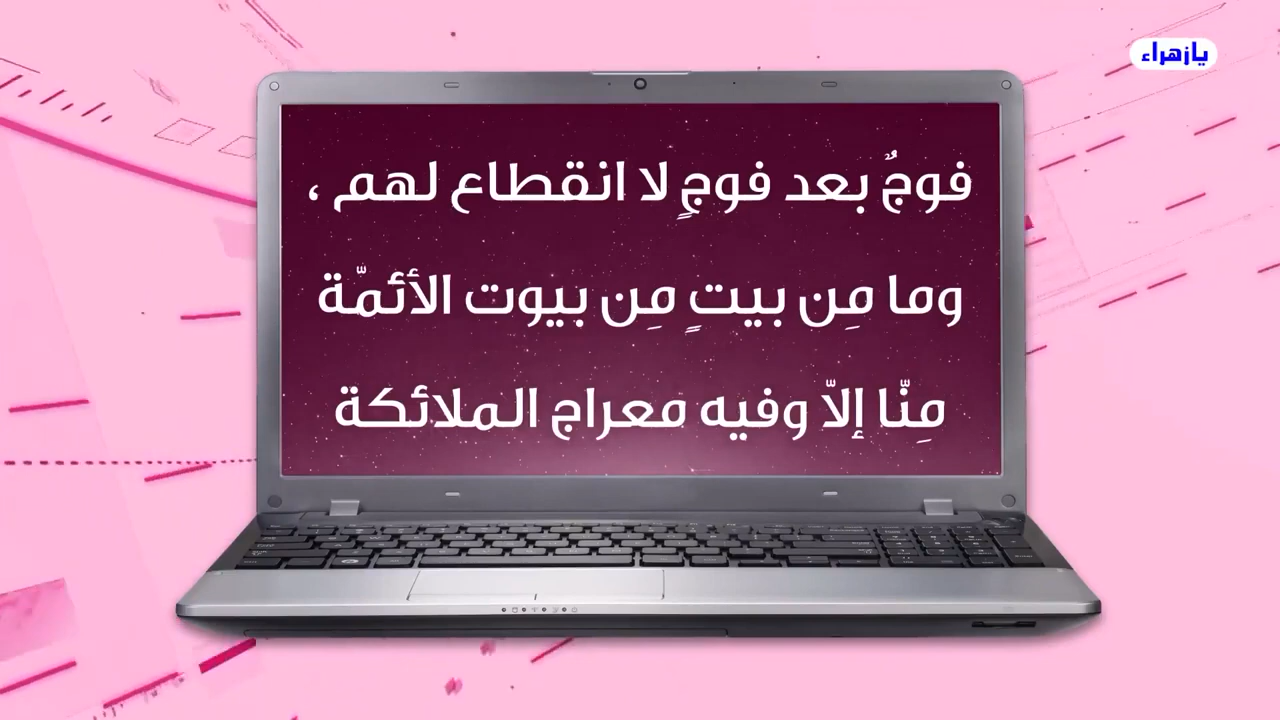 يازهراء
فوجٌ بعد فوجٍ لا انقطاع لهم ،
وما مِن بيتٍ مِن بيوت الأئمّة
مِنّا إلاّ وفيه معراج الملائكة